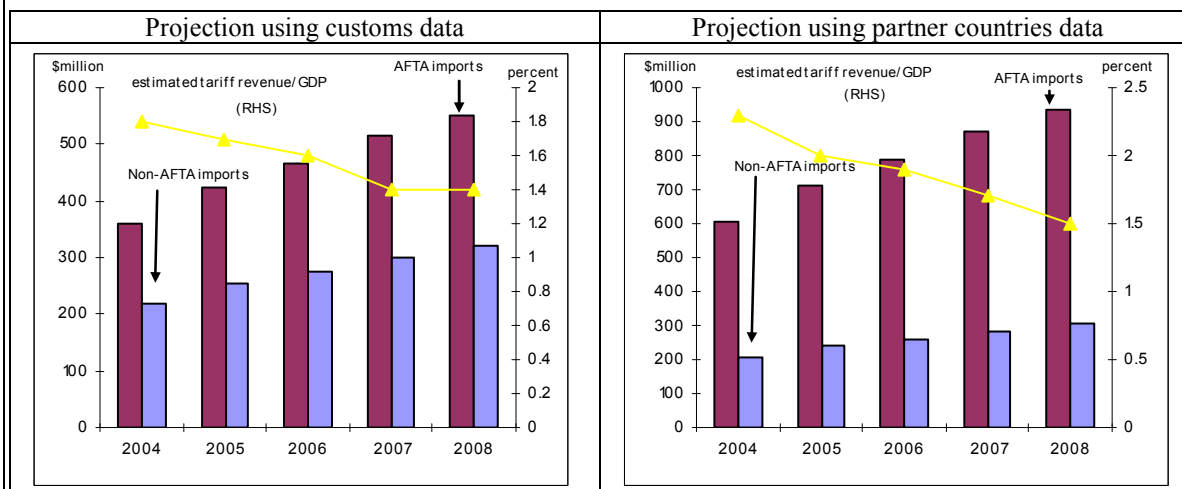 Projection using customs data
$million
AFTA imports
percent
estimated tariff revenue/ GDP
(RHS)
Non-AFTA imports
600
500
400
300
200
100
0
2
1.8
1.6
1.4
1.2
1
0.8
0.6
0.4
0.2
0
2004 2005 2006 2007 2008
Projection using partner countries data
$million
percent
estimated tariff revenue/ GDP
AFTA imports
(RHS)
Non-AFTA imports
1000
900
800
700
600
500
400
300
200
100
0
2.5
2
1.5
1
0.5
0
2004 2005 2006 2007 2008